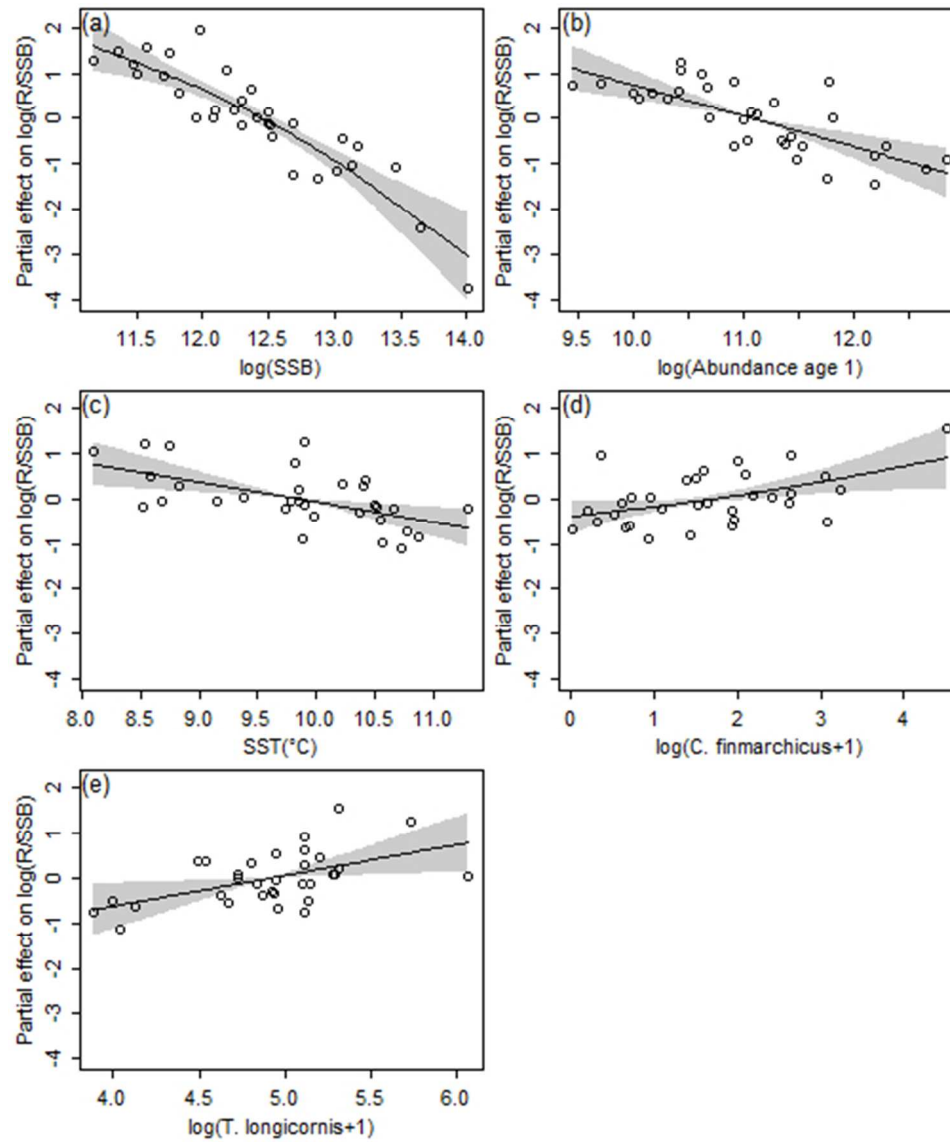 (a)
Partial effect on log(R/SSB)
2
1
0
-1
-2
-3
-4
11.5 12.0 12.5 13.0 13.5 14.0
log(SSB)
(b)
Partial effect on log(R/SSB)
2
1
0
-1
-2
-3
-4
9.5 10.0 11.0 12.0
log(Abundance age 1)
(c)
Partial effect on log(R/SSB)
2
1
0
-1
-2
-3
-4
8.0 8.5 9.0 9.5 10.0 10.5 11.0
SST(°C)
(d)
Partial effect on log(R/SSB)
2
1
0
-1
-2
-3
-4
0 1 2 3 4
log(C. finmarchicus+1)
(e)
Partial effect on log(R/SSB)
2
1
0
-1
-2
-3
-4
4.0 4.5 5.0 5.5 6.0
log(T. longicornis+1)